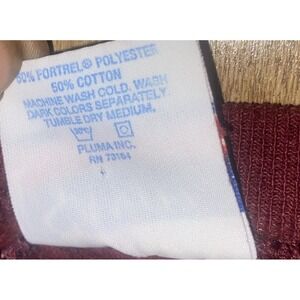 50% FORTREL® POLYESTER
50% COTTON
MACHINE WASH COLD. WASH
DARK COLORS SEPARATELY.
TUMBLE DRY MEDIUM.
PLUMA INC.
RN 73164